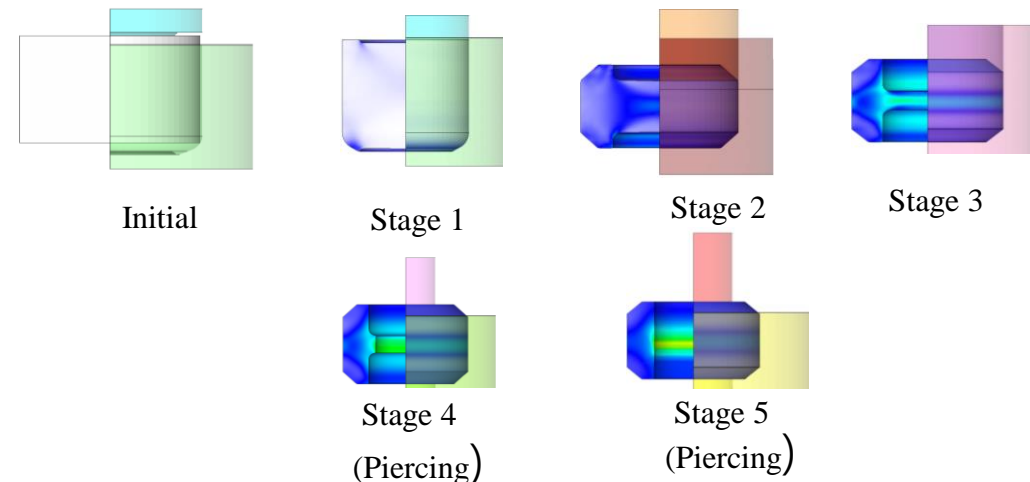 Initial
Stage 1
Stage 2
Stage 3
Stage 4
(Piercing)
Stage 5
(Piercing)